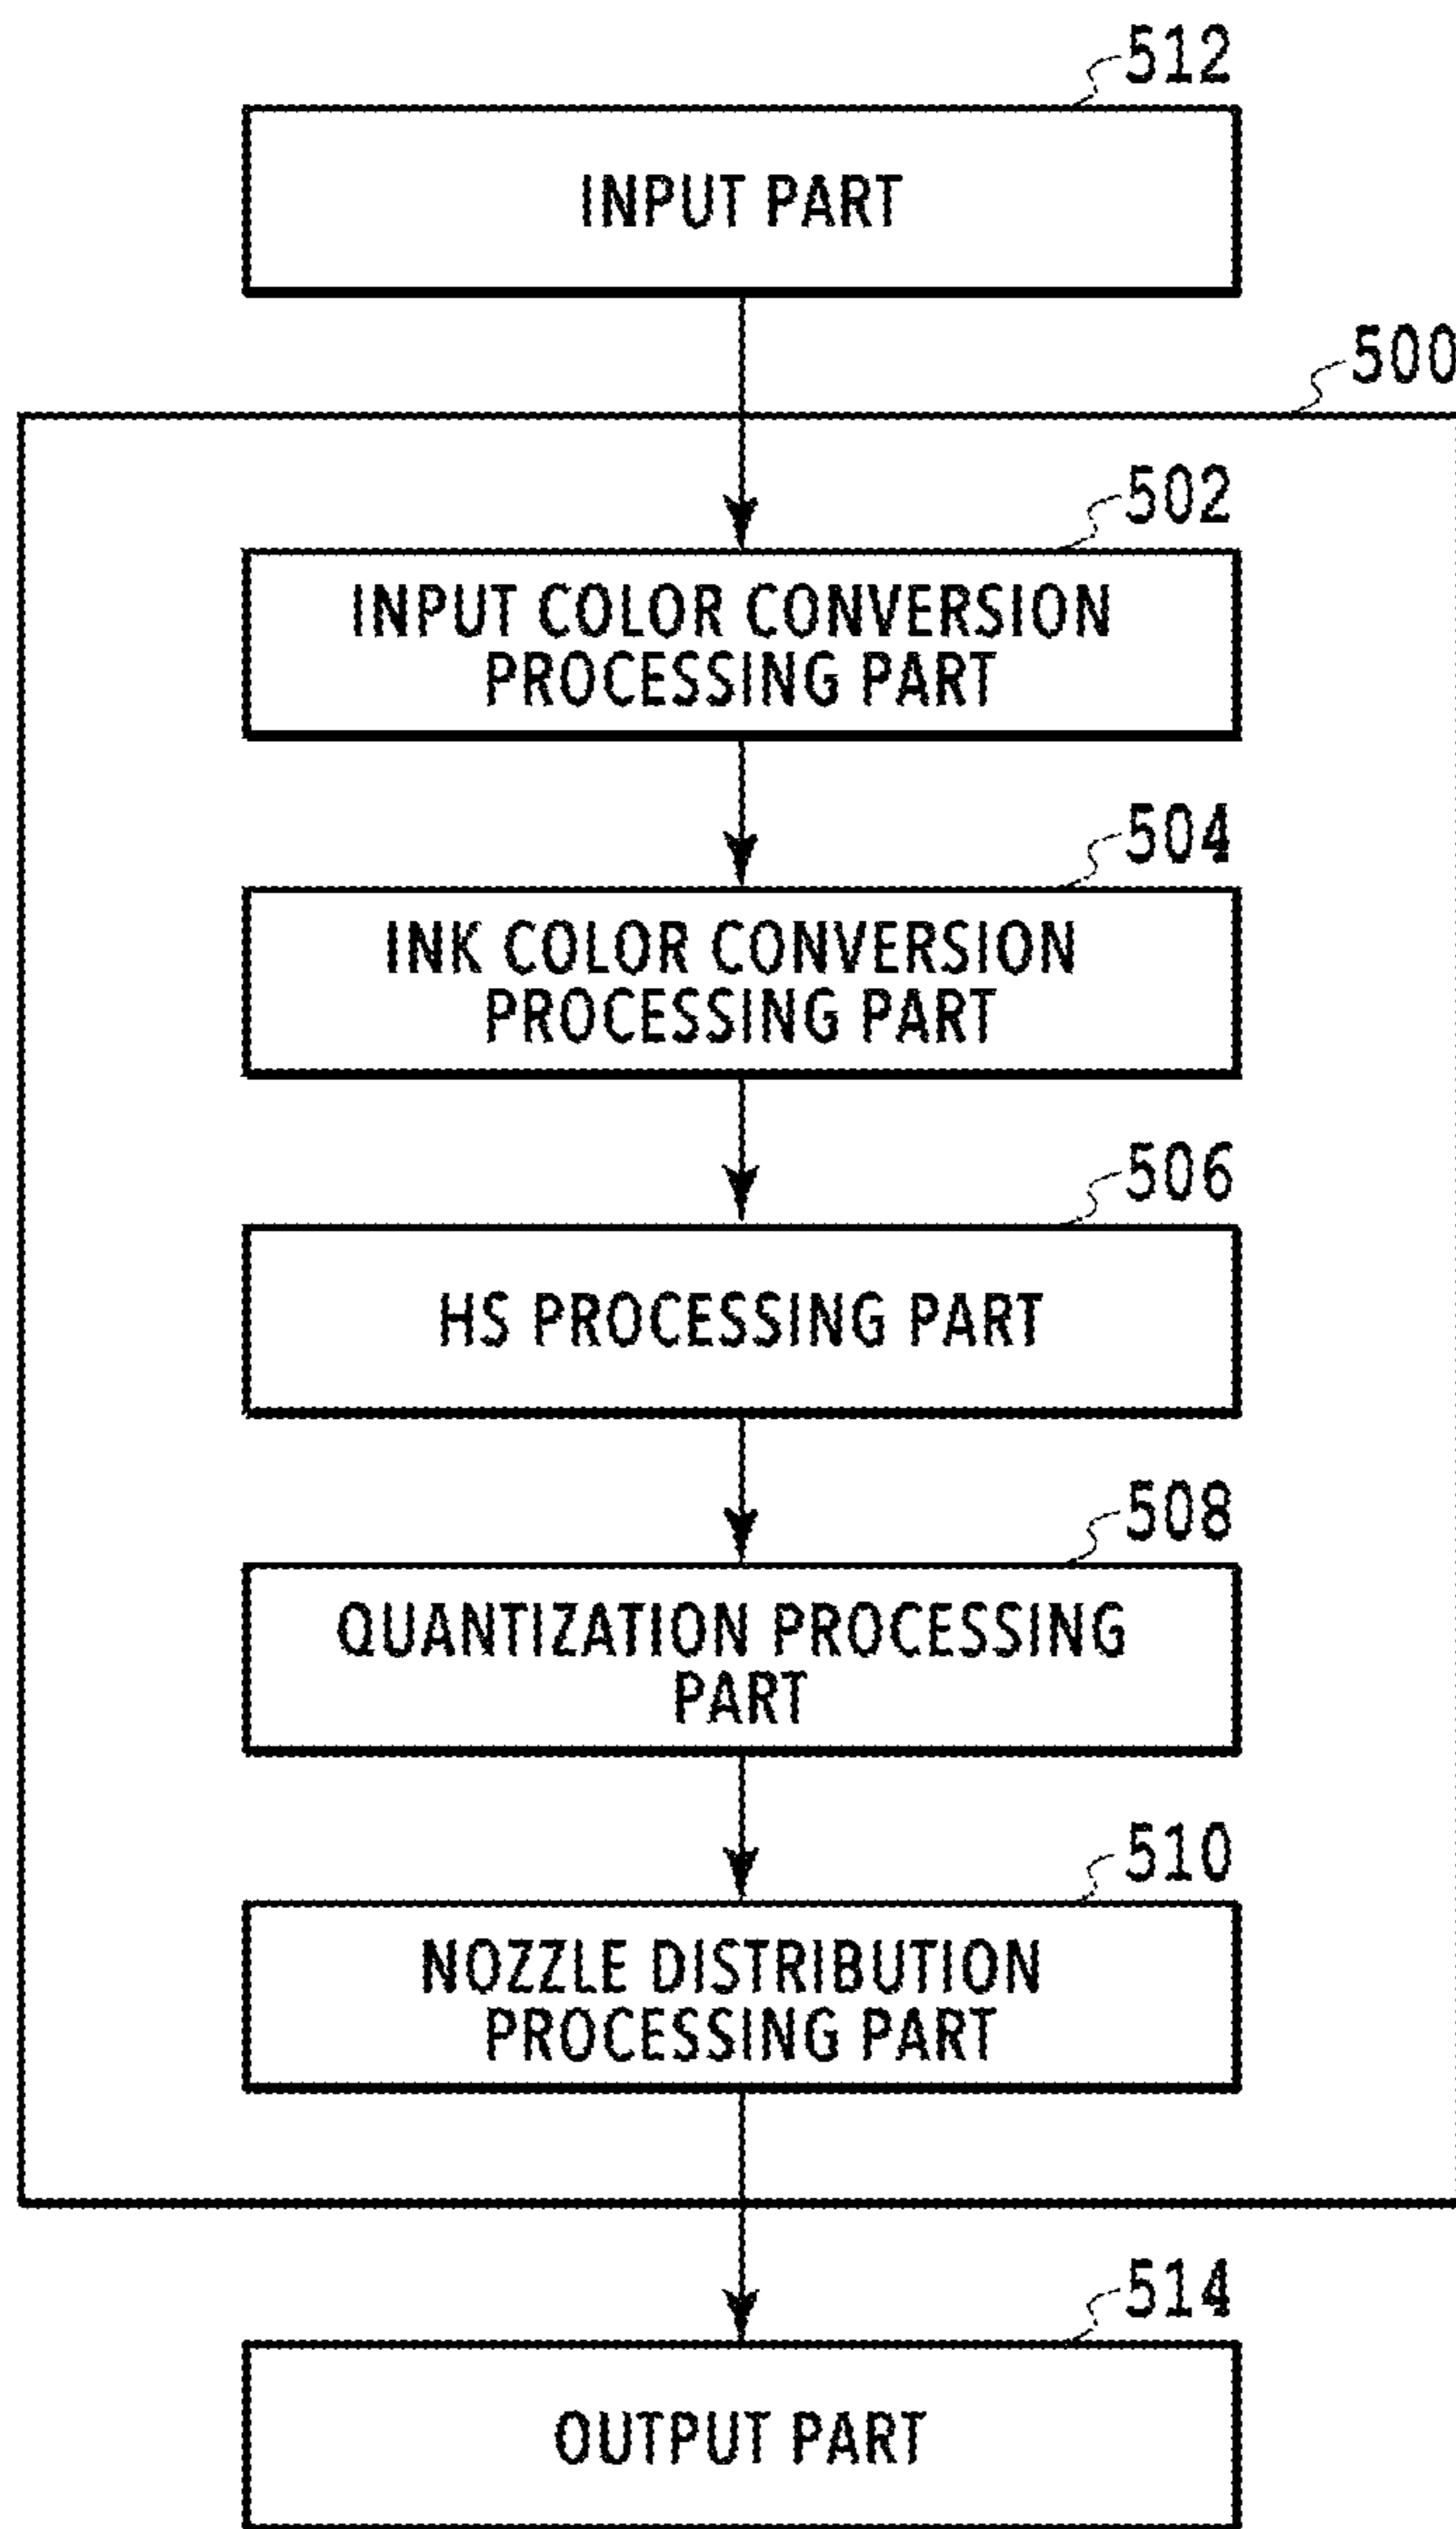 512
INPUT PART
500
502
INPUT COLOR CONVERSION
PROCESSING PART
504
INK COLOR CONVERSION
PROCESSING PART
506
HS PROCESSING PART
508
QUANTIZATION PROCESSING
PART
510
NOZZLE DISTRIBUTION
PROCESSING PART
514
OUTPUT PART